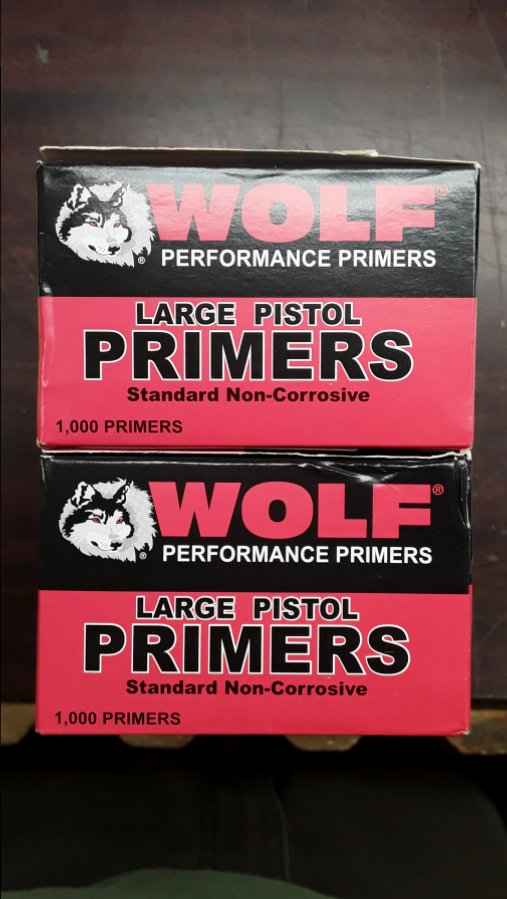 WOLF®
PERFORMANCE PRIMERS
LARGE PISTOL
PRIMERS
Standard Non-Corrosive
1,000 PRIMERS
WOLF®
PERFORMANCE PRIMERS
LARGE PISTOL
PRIMERS
Standard Non-Corrosive
1,000 PRIMERS